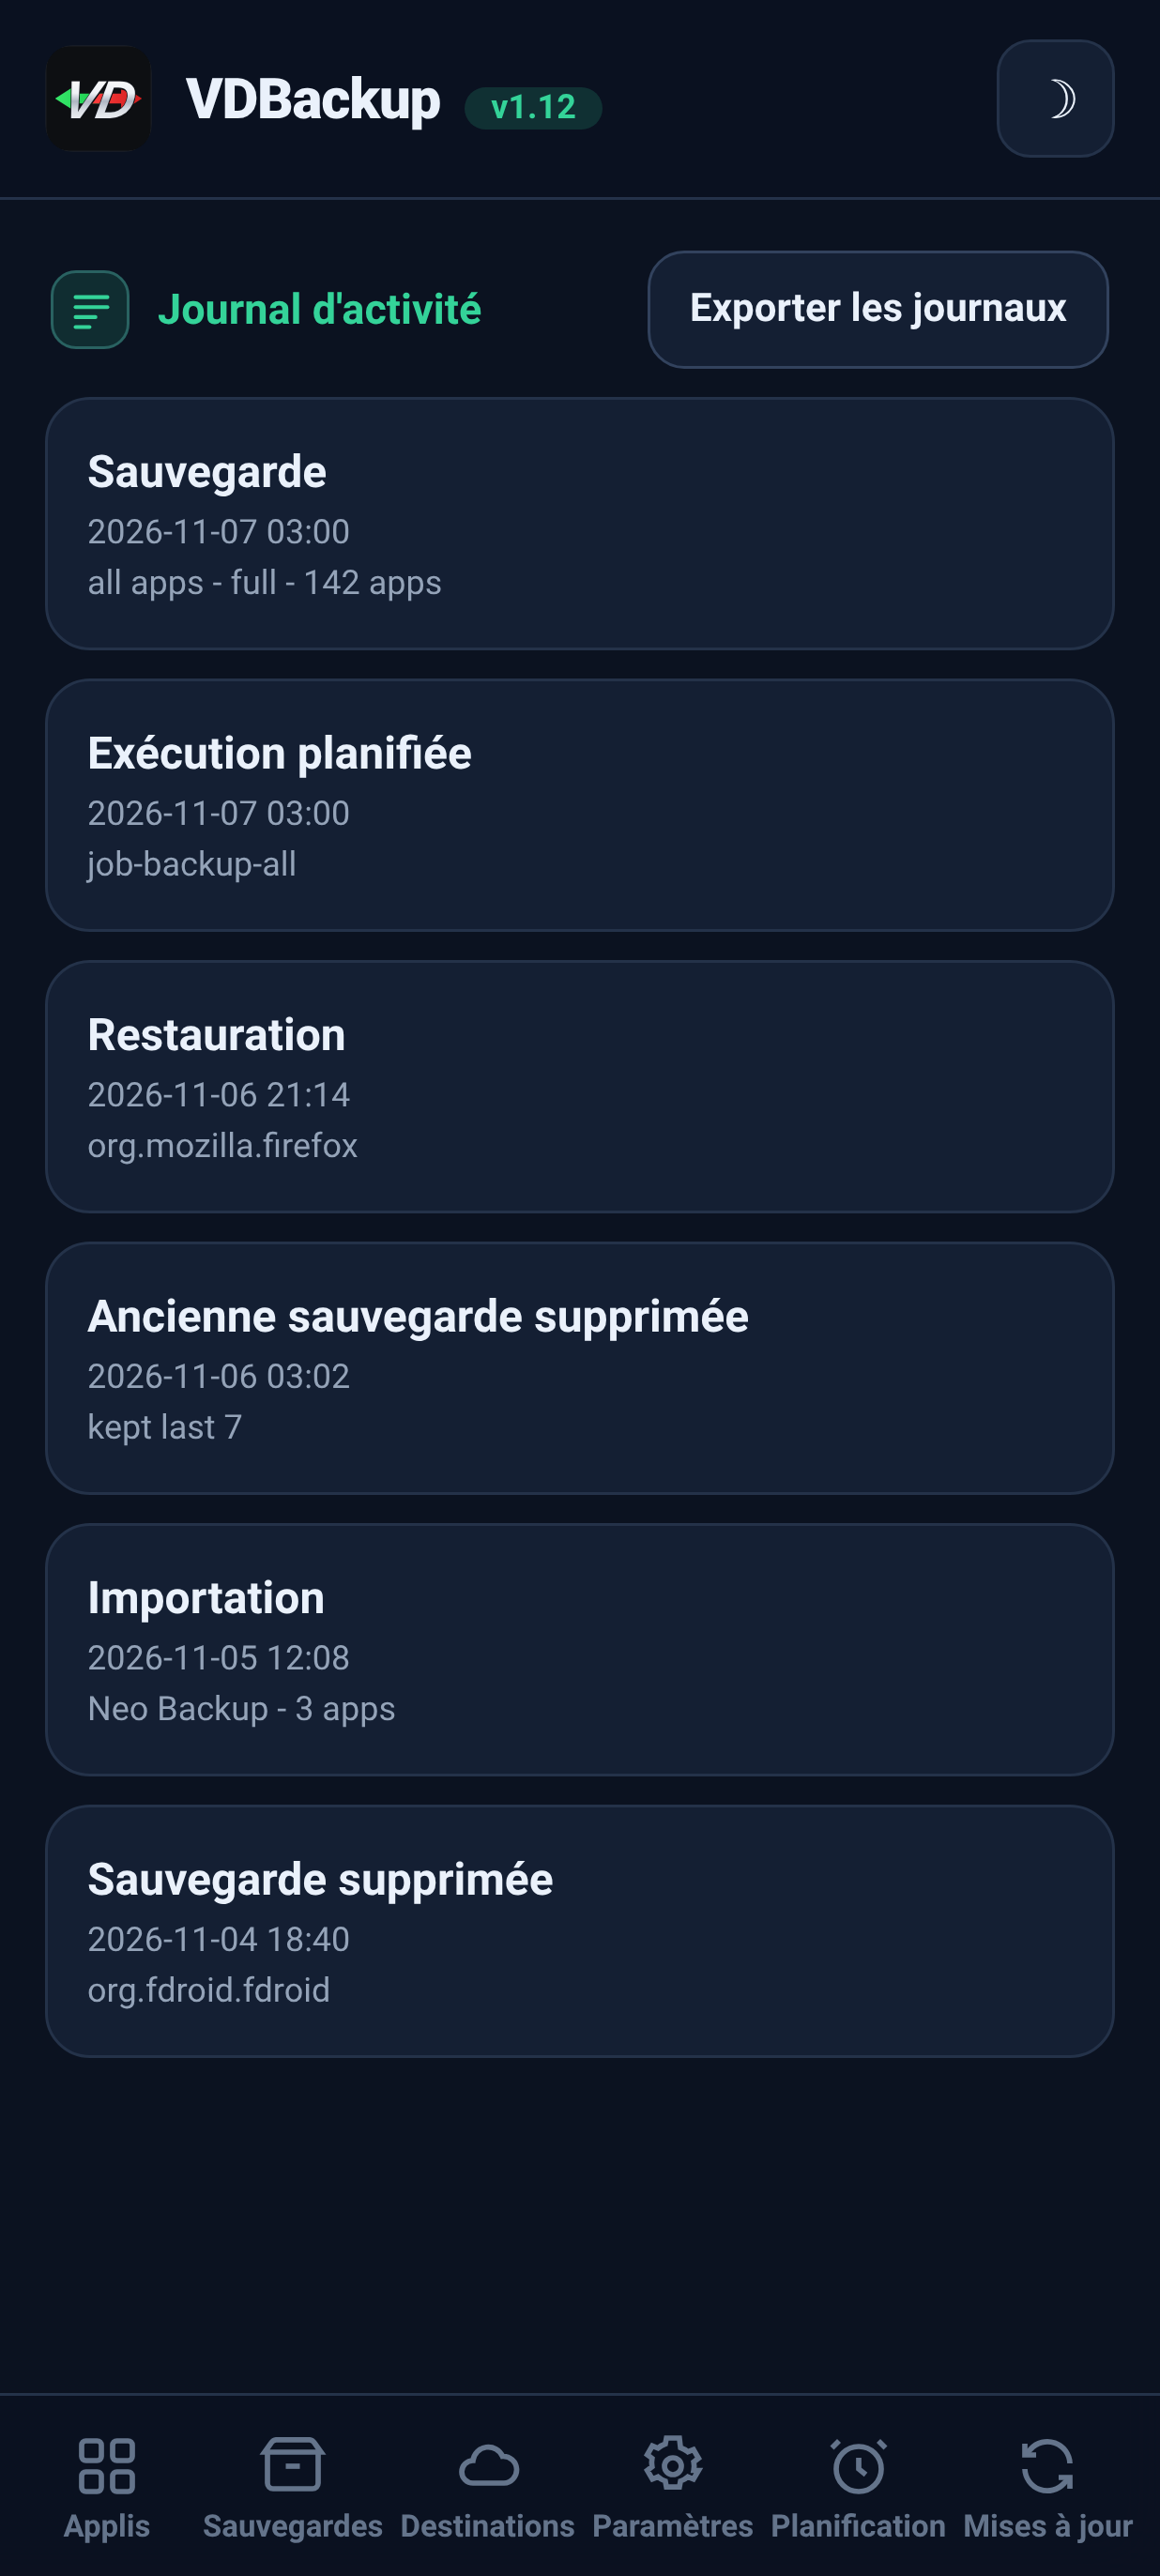 VD
VDBackup v1.12
Journal d'activité
Exporter les journaux
Sauvegarde
2026-11-07 03:00
all apps - full - 142 apps
Exécution planifiée
2026-11-07 03:00
job-backup-all
Restauration
2026-11-06 21:14
org.mozilla.firefox
Ancienne sauvegarde supprimée
2026-11-06 03:02
kept last 7
Importation
2026-11-05 12:08
Neo Backup - 3 apps
Sauvegarde supprimée
2026-11-04 18:40
org.fdroid.fdroid
Applis
Sauvegardes
Destinations
Paramètres
Planification
Mises à jour